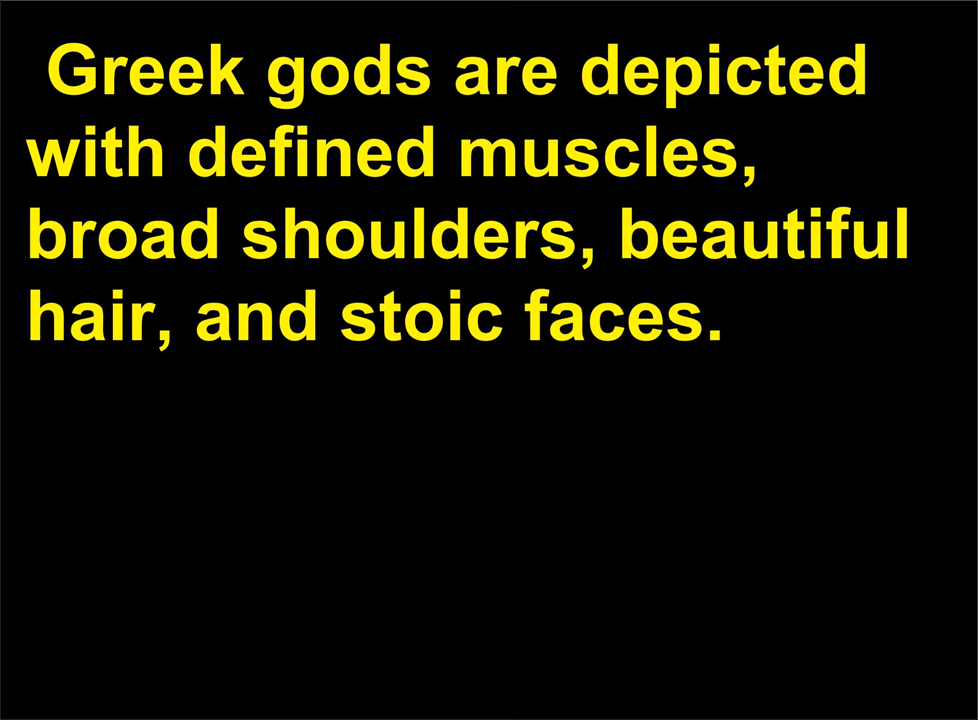 Greek gods are depicted
with defined muscles,
broad shoulders, beautiful
hair, and stoic faces.